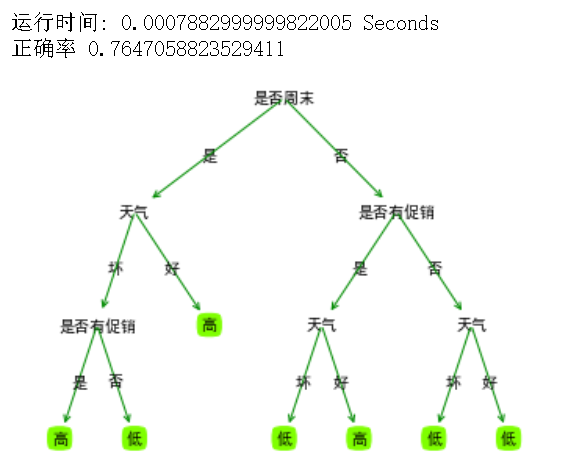 运行时间: 0.0007882999999822005 Seconds
正确率 0.7647058823529411
是否周末
是 否
天气 是否有促销
坏 好 是 否
是否有促销 高 天气 天气
是 否 坏 好 坏 好
高 低 低 高 低 低